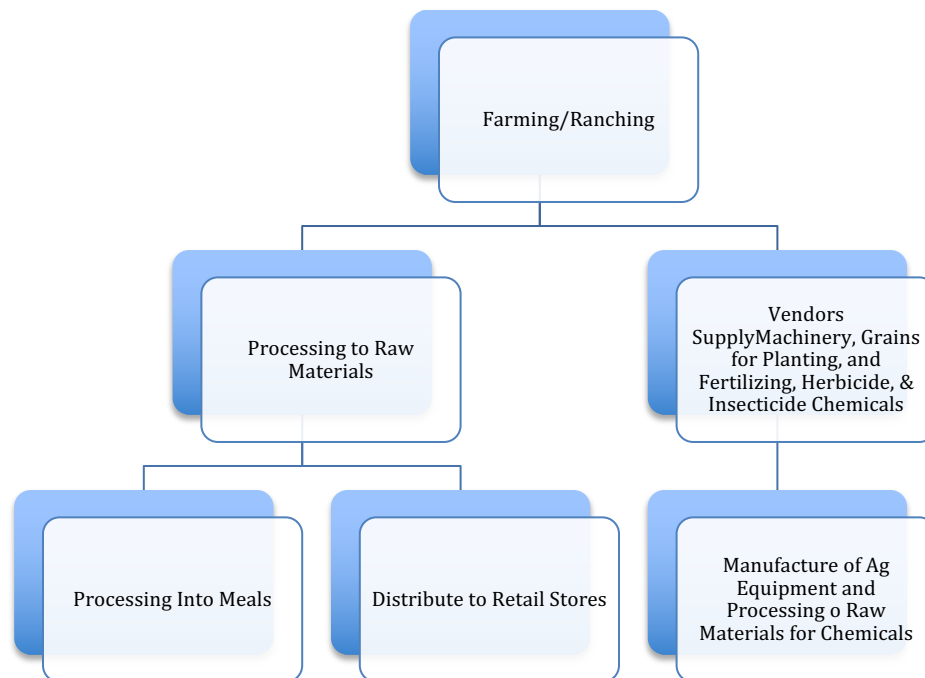 Farming/Ranching
Processing to Raw
Materials
Vendors
SupplyMachinery, Grains
for Planting, and
Fertilizing, Herbicide, &
Insecticide Chemicals
Processing Into Meals
Distribute to Retail Stores
Manufacture of Ag
Equipment and
Processing o Raw
Materials for Chemicals